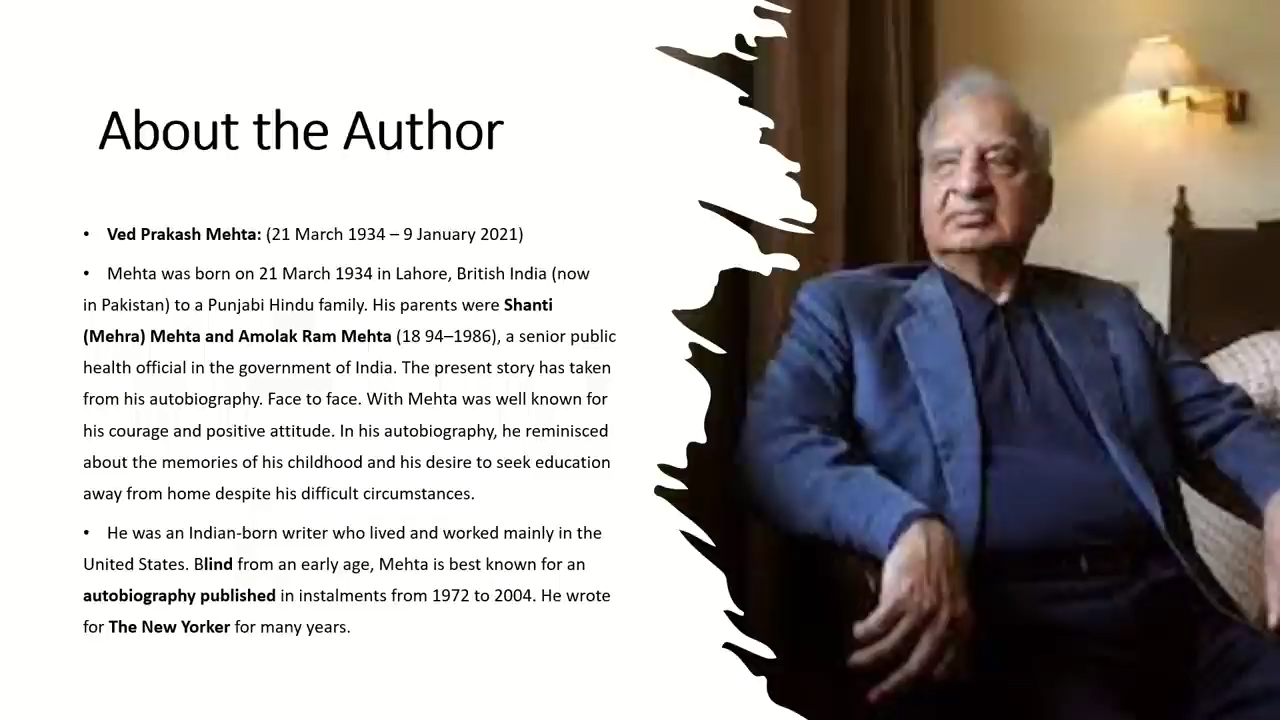 About the Author
• Ved Prakash Mehta: (21 March 1934 – 9 January 2021)
• Mehta was born on 21 March 1934 in Lahore, British India (now
in Pakistan) to a Punjabi Hindu family. His parents were Shanti
(Mehra) Mehta and Amolak Ram Mehta (18 94–1986), a senior public
health official in the government of India. The present story has taken
from his autobiography. Face to face. With Mehta was well known for
his courage and positive attitude. In his autobiography, he reminisced
about the memories of his childhood and his desire to seek education
away from home despite his difficult circumstances.
• He was an Indian-born writer who lived and worked mainly in the
United States. Blind from an early age, Mehta is best known for an
autobiography published in instalments from 1972 to 2004. He wrote
for The New Yorker for many years.